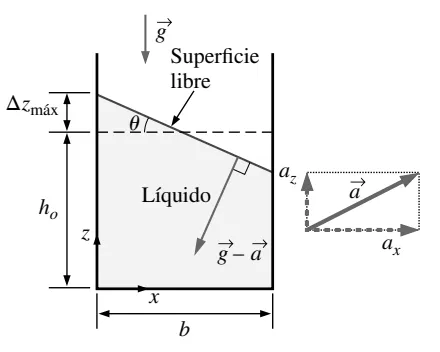 g⃗
Superficie
libre
Δz_máx
θ
a_z
a⃗
h_o
Líquido
z
g⃗ – a⃗
a_x
x
b